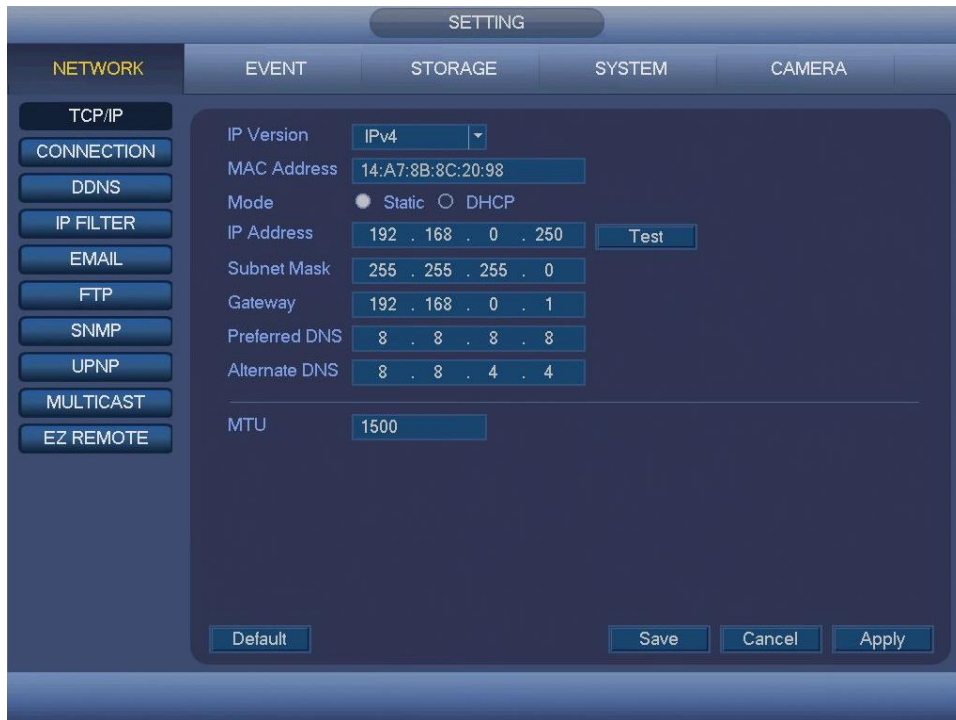 SETTING
NETWORK EVENT STORAGE SYSTEM CAMERA
TCP/IP
CONNECTION
DDNS
IP FILTER
EMAIL
FTP
SNMP
UPNP
MULTICAST
EZ REMOTE
IP Version IPv4
MAC Address 14:A7:8B:8C:20:98
Mode Static DHCP
IP Address 192 . 168 . 0 . 250 Test
Subnet Mask 255 . 255 . 255 . 0
Gateway 192 . 168 . 0 . 1
Preferred DNS 8 . 8 . 8 . 8
Alternate DNS 8 . 8 . 4 . 4
MTU 1500
Default Save Cancel Apply